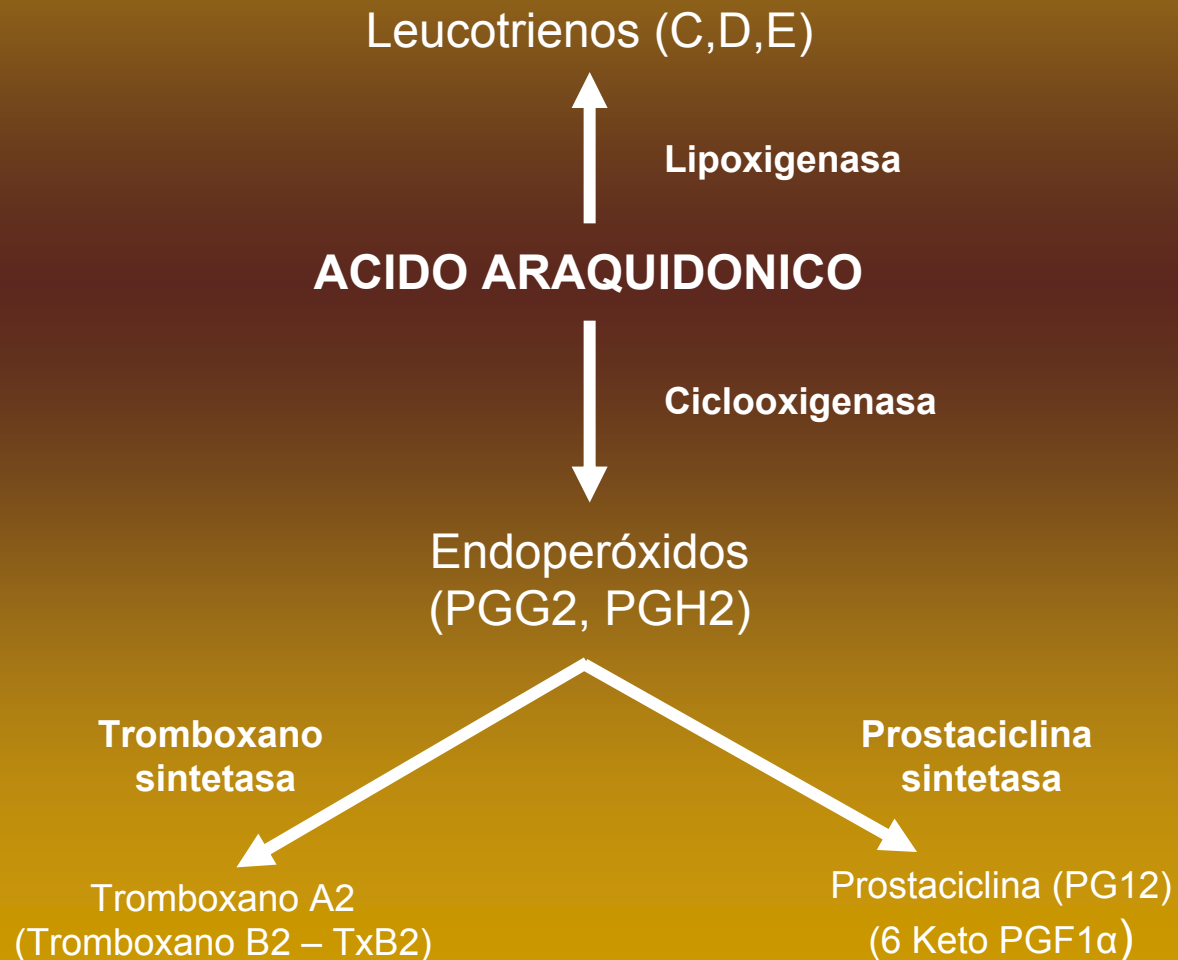 Leucotrienos (C,D,E)
Lipoxigenasa
ACIDO ARAQUIDONICO
Ciclooxigenasa
Endoperóxidos
(PGG2, PGH2)
Tromboxano
sintetasa
Prostaciclina
sintetasa
Tromboxano A2
(Tromboxano B2 – TxB2)
Prostaciclina (PG12)
(6 Keto PGF1α)